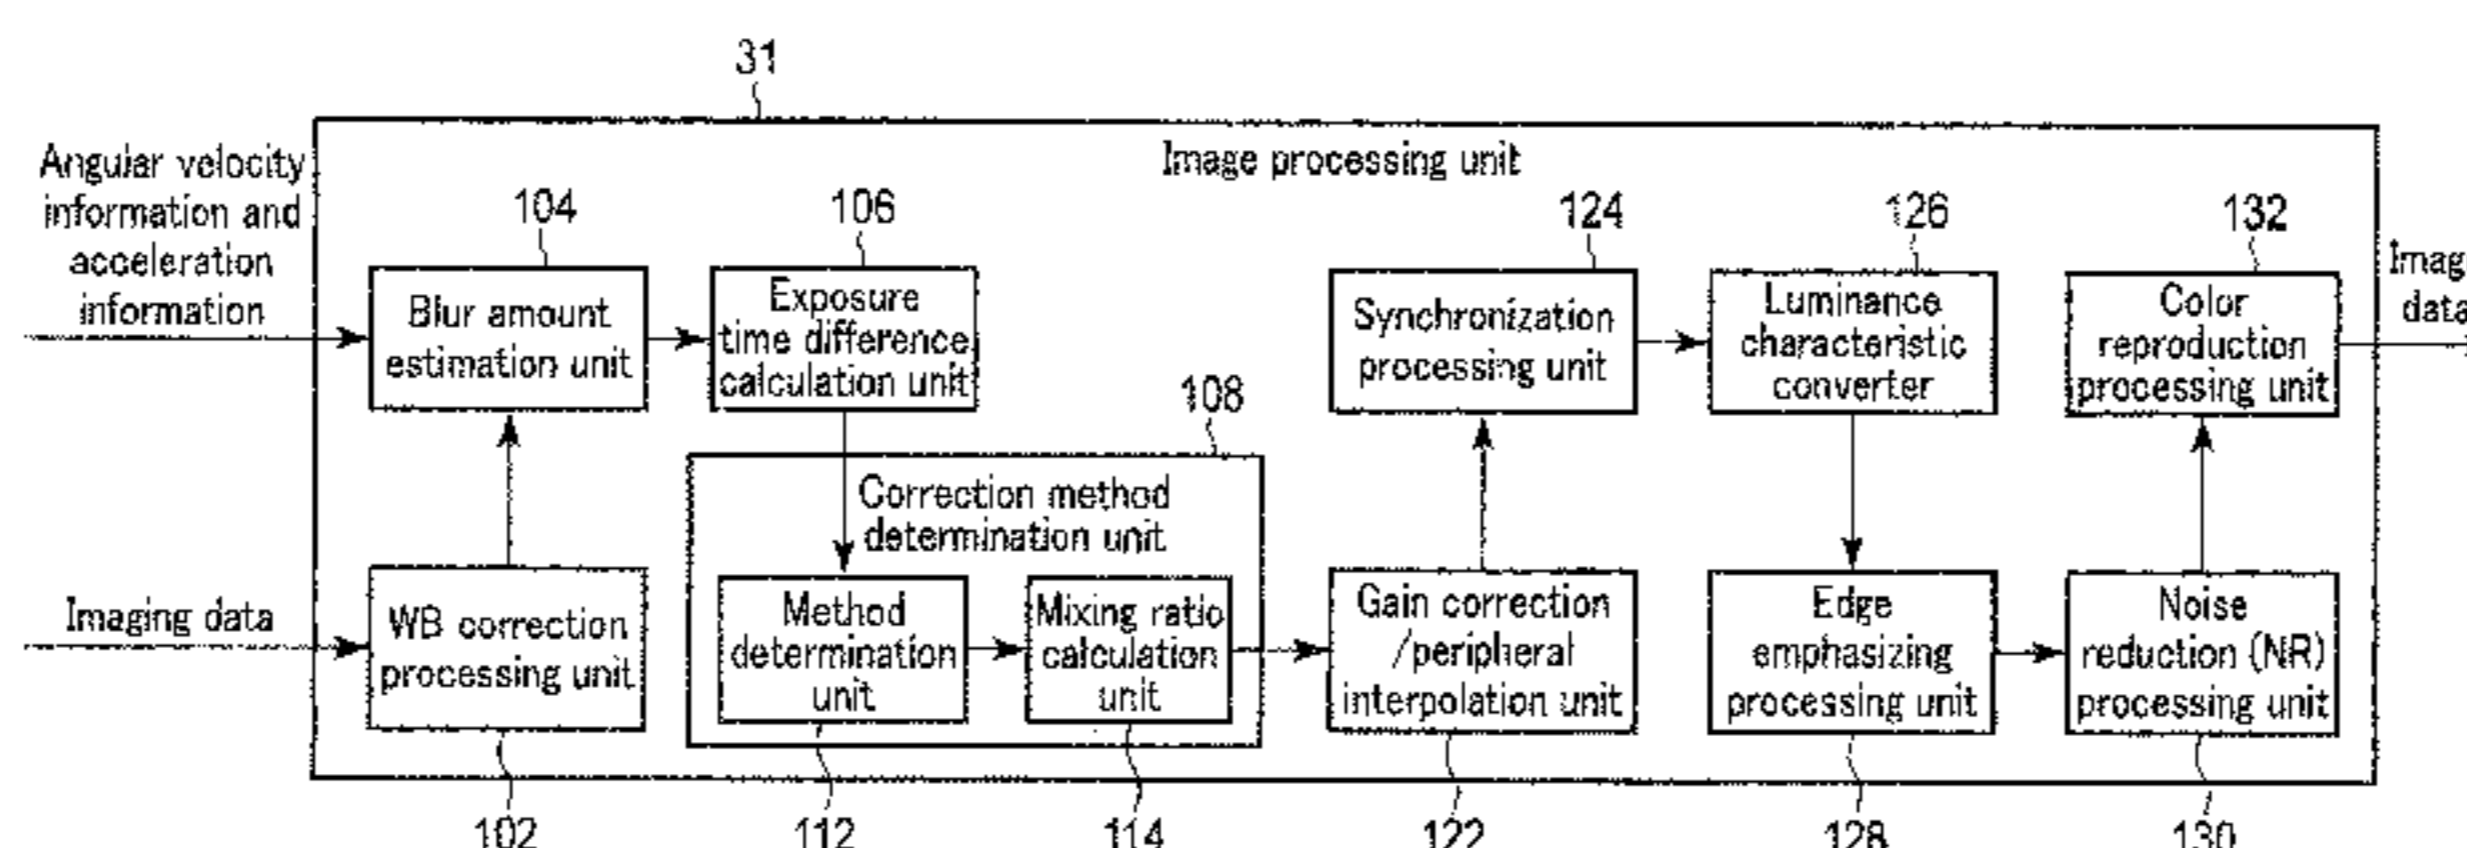 31
Image processing unit
Angular velocity
information and
acceleration
information
104
Blur amount
estimation unit
106
Exposure
time difference
calculation unit
108
Correction method
determination unit
124
Synchronization
processing unit
126
Luminance
characteristic
converter
132
Color
reproduction
processing unit
Imag
data
Imaging data
WB correction
processing unit
Method
determination
unit
Mixing ratio
calculation
unit
Gain correction
/peripheral
interpolation unit
Edge
emphasizing
processing unit
Noise
reduction (NR)
processing unit
102
112
114
122
128
130